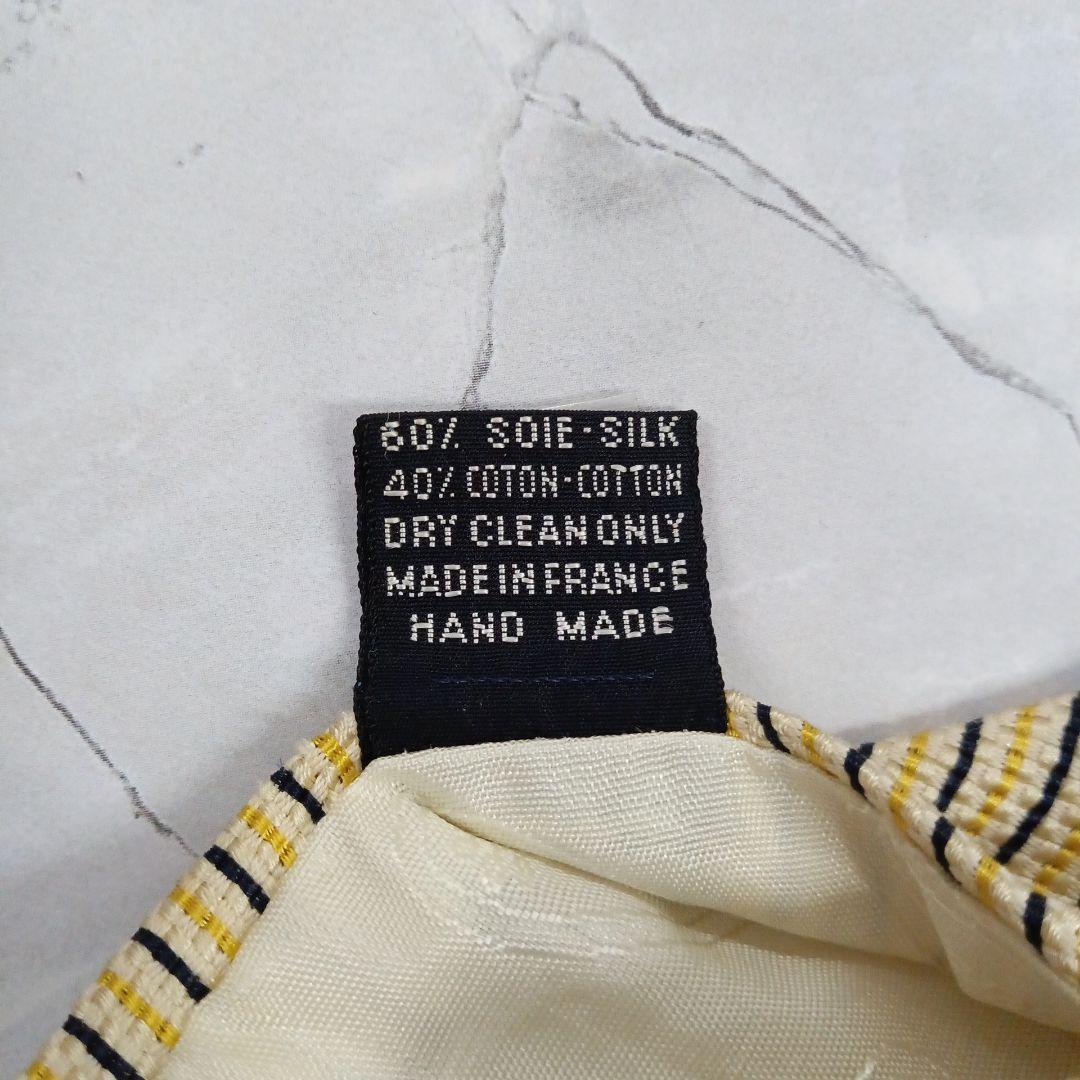 60% SOIE-SILK
40% COTON-COTTON
DRY CLEAN ONLY
MADE IN FRANCE
HAND MADE